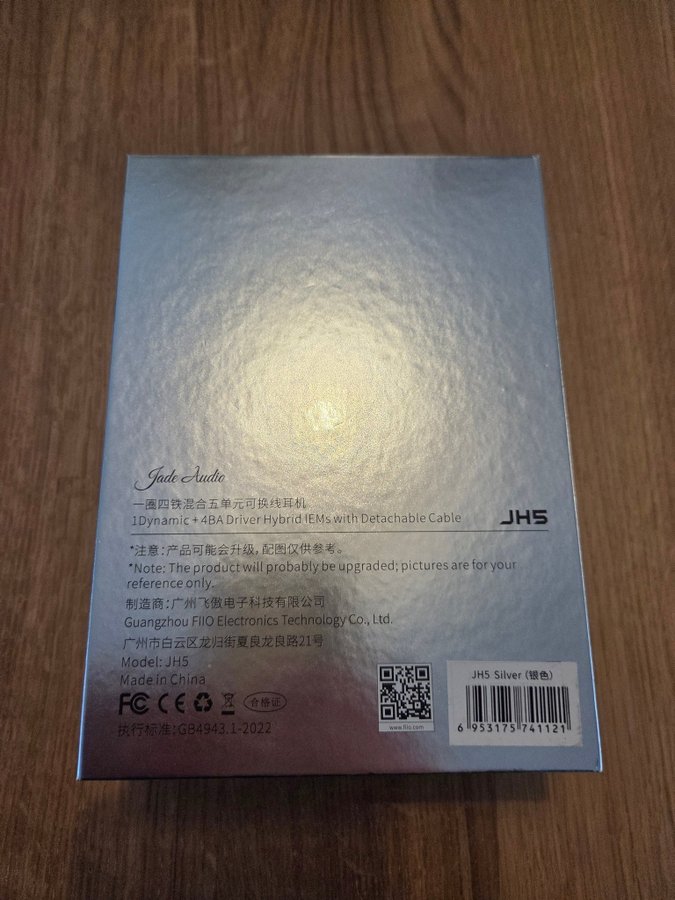 Jade Audio
一圈四铁混合五单元可换线耳机
1Dynamic + 4BA Driver Hybrid IEMs with Detachable Cable
JH5
*注意：产品可能会升级，配图仅供参考。
*Note: The product will probably be upgraded; pictures are for your
reference only.
制造商：广州飞傲电子科技有限公司
Guangzhou FIIO Electronics Technology Co., Ltd.
广州市白云区龙归街夏良龙良路21号
Model: JH5
Made in China
FC CE 合格证
执行标准：GB4943.1-2022
www.fiio.com
JH5 Silver (银色)
6 953175 741121